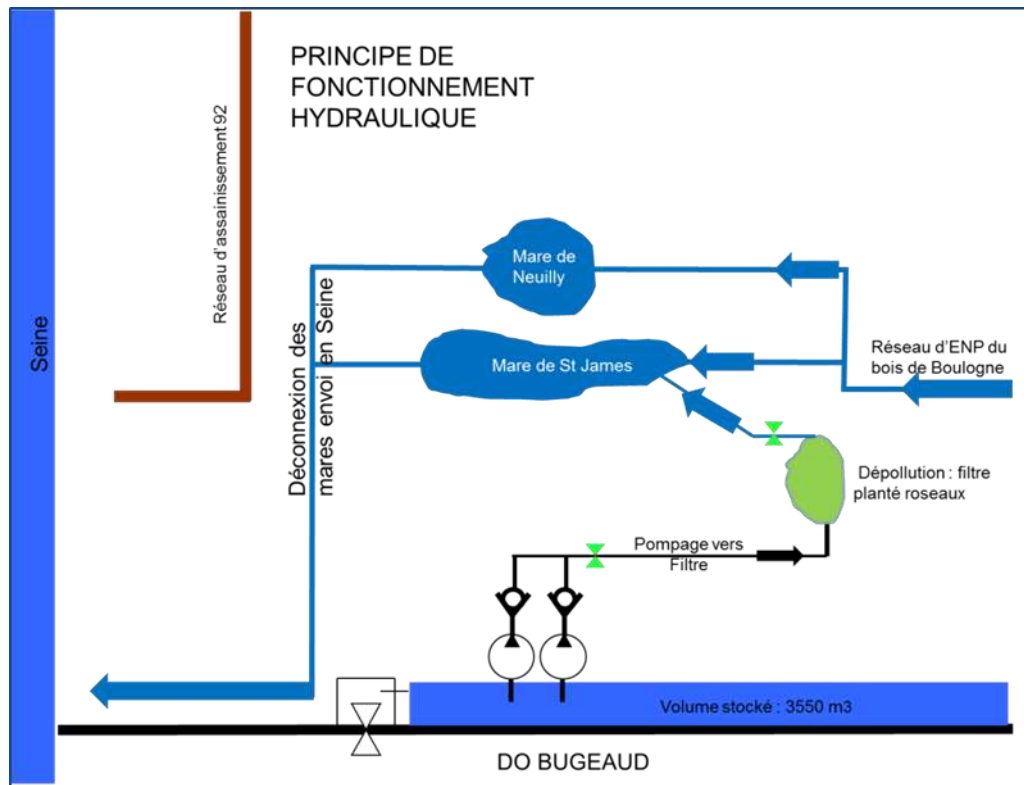 PRINCIPE DE
FONCTIONNEMENT
HYDRAULIQUE
Seine
Réseau d'assainissement 92
Déconnexion des
mares envoi en Seine
Mare de
Neuilly
Mare de St James
Réseau d'ENP du
bois de Boulogne
Dépollution : filtre
planté roseaux
Pompage vers
Filtre
Volume stocké : 3550 m3
DO BUGEAUD